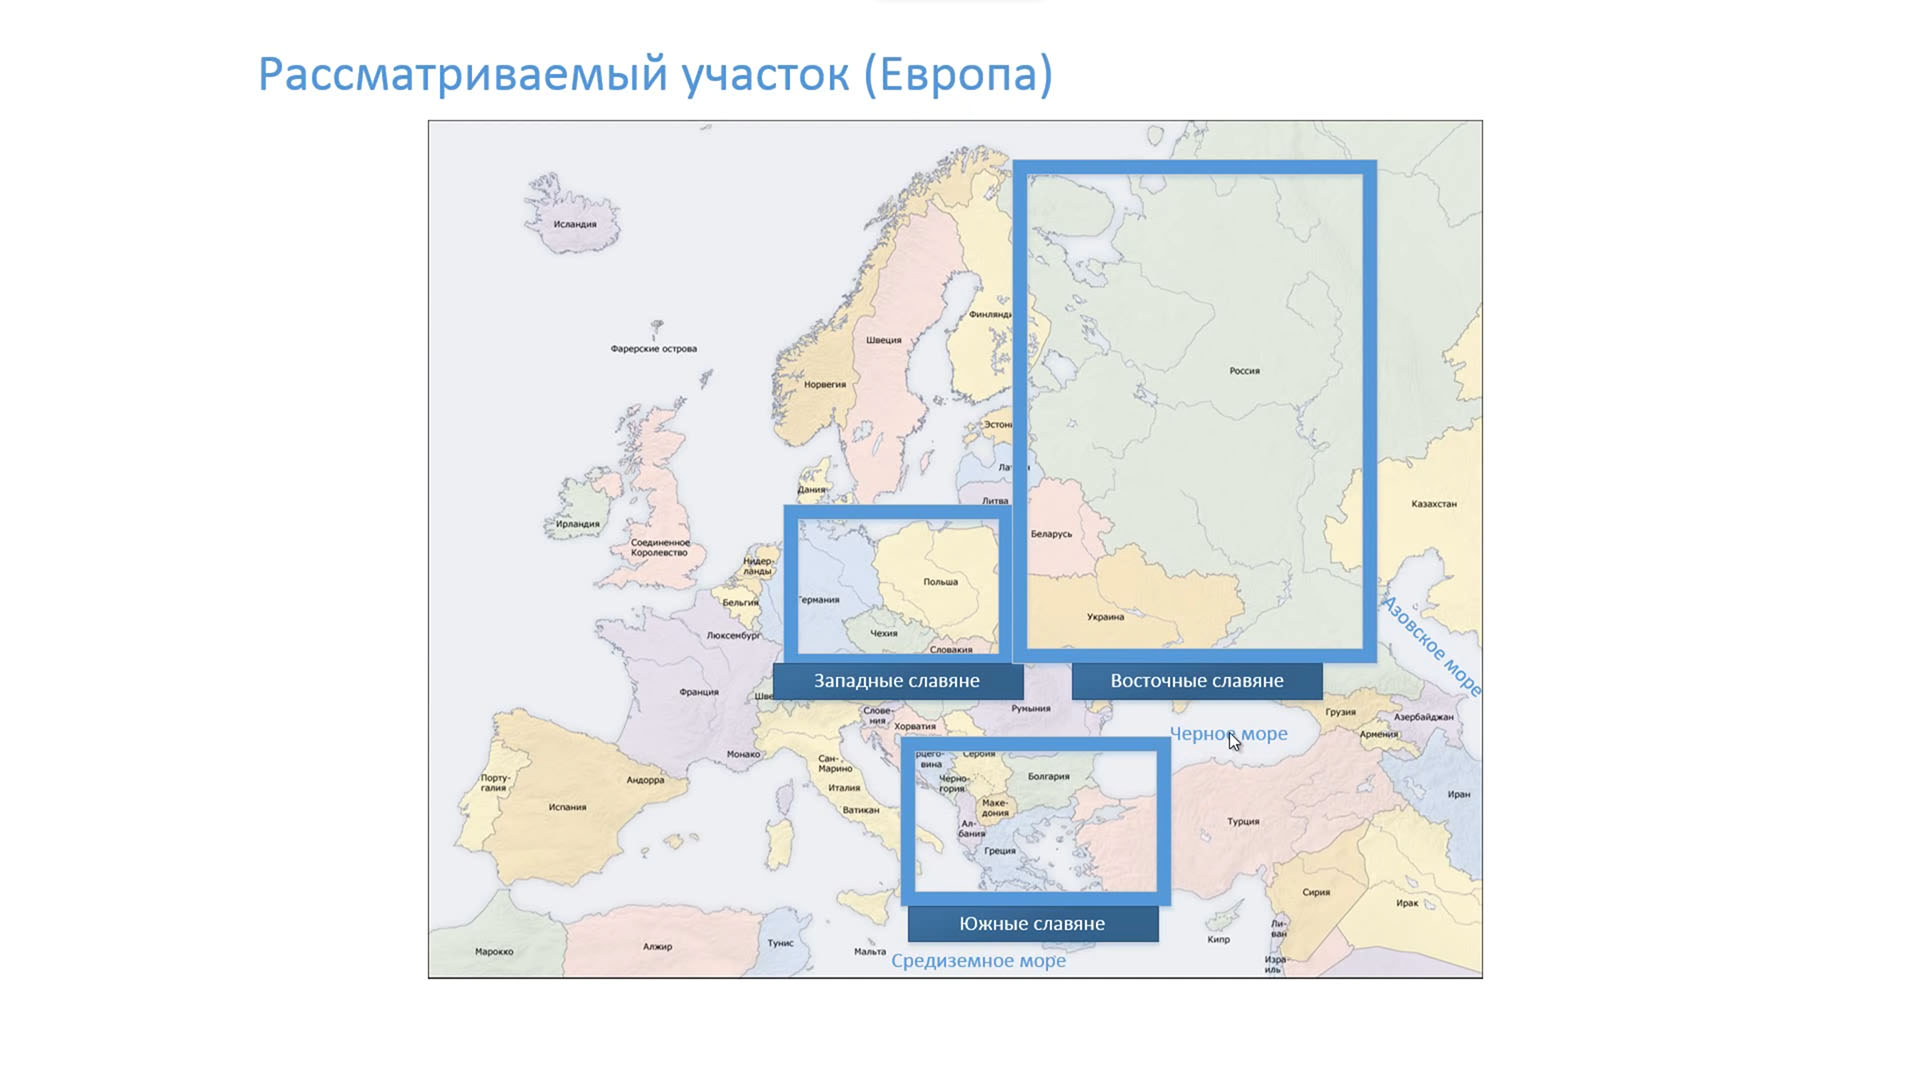 Рассматриваемый участок (Европа)
Исландия
Фарерские острова
Швеция
Финлянди
Норвегия
Россия
Эстон
Ла
Дания
Литва
Казахстан
Ирландия
Соединенное
Королевство
Беларусь
Нидер-
ланды
Польша
Германия
Бельгия
Украина
Люксембург
Чехия
Словакия
Азовское море
Западные славяне
Восточные славяне
Франция
Шве
Румыния
Слове-
ния
Хорватия
Грузия
Азербайджан
Армения
Черное море
Монако
рцего-
вина
Сербия
Сан-
Марино
Порту-
галия
Андорра
Черно-
гория
Болгария
Италия
Испания
Ватикан
Маке-
дония
Иран
Ал-
бания
Турция
Греция
Сирия
Ирак
Южные славяне
Ли-
ван
Кипр
Марокко
Алжир
Тунис
Мальта
Средиземное море
Изра-
иль